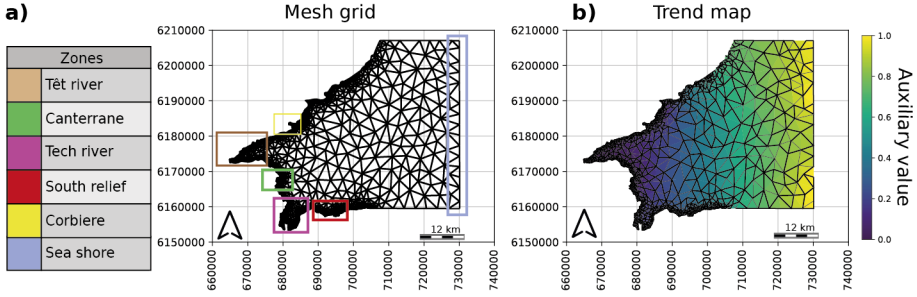 a)
Mesh grid
Zones
Têt river
Canterrane
Tech river
South relief
Corbiere
Sea shore
6210000
6200000
6190000
6180000
6170000
6160000
6150000
12 km
660000
670000
680000
690000
700000
710000
720000
730000
740000
b)
Trend map
6210000
6200000
6190000
6180000
6170000
6160000
6150000
12 km
660000
670000
680000
690000
700000
710000
720000
730000
740000
1.0
0.8
0.6
0.4
0.2
0.0
Auxiliary value